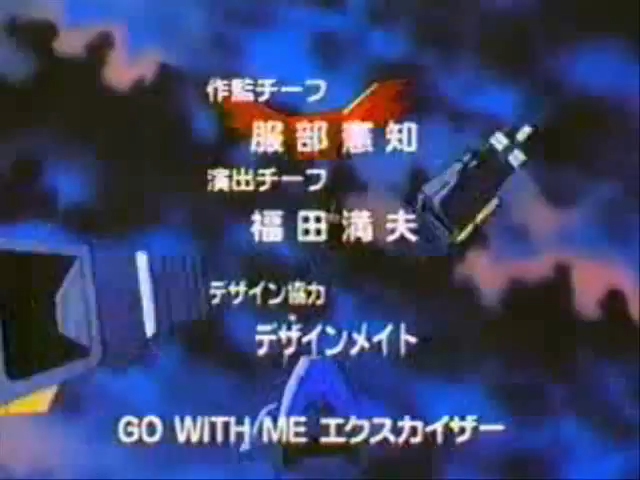 作監チーフ
服部憲知
演出チーフ
福田満夫
デザイン協力
デザインメイト
GO WITH ME エクスカイザー